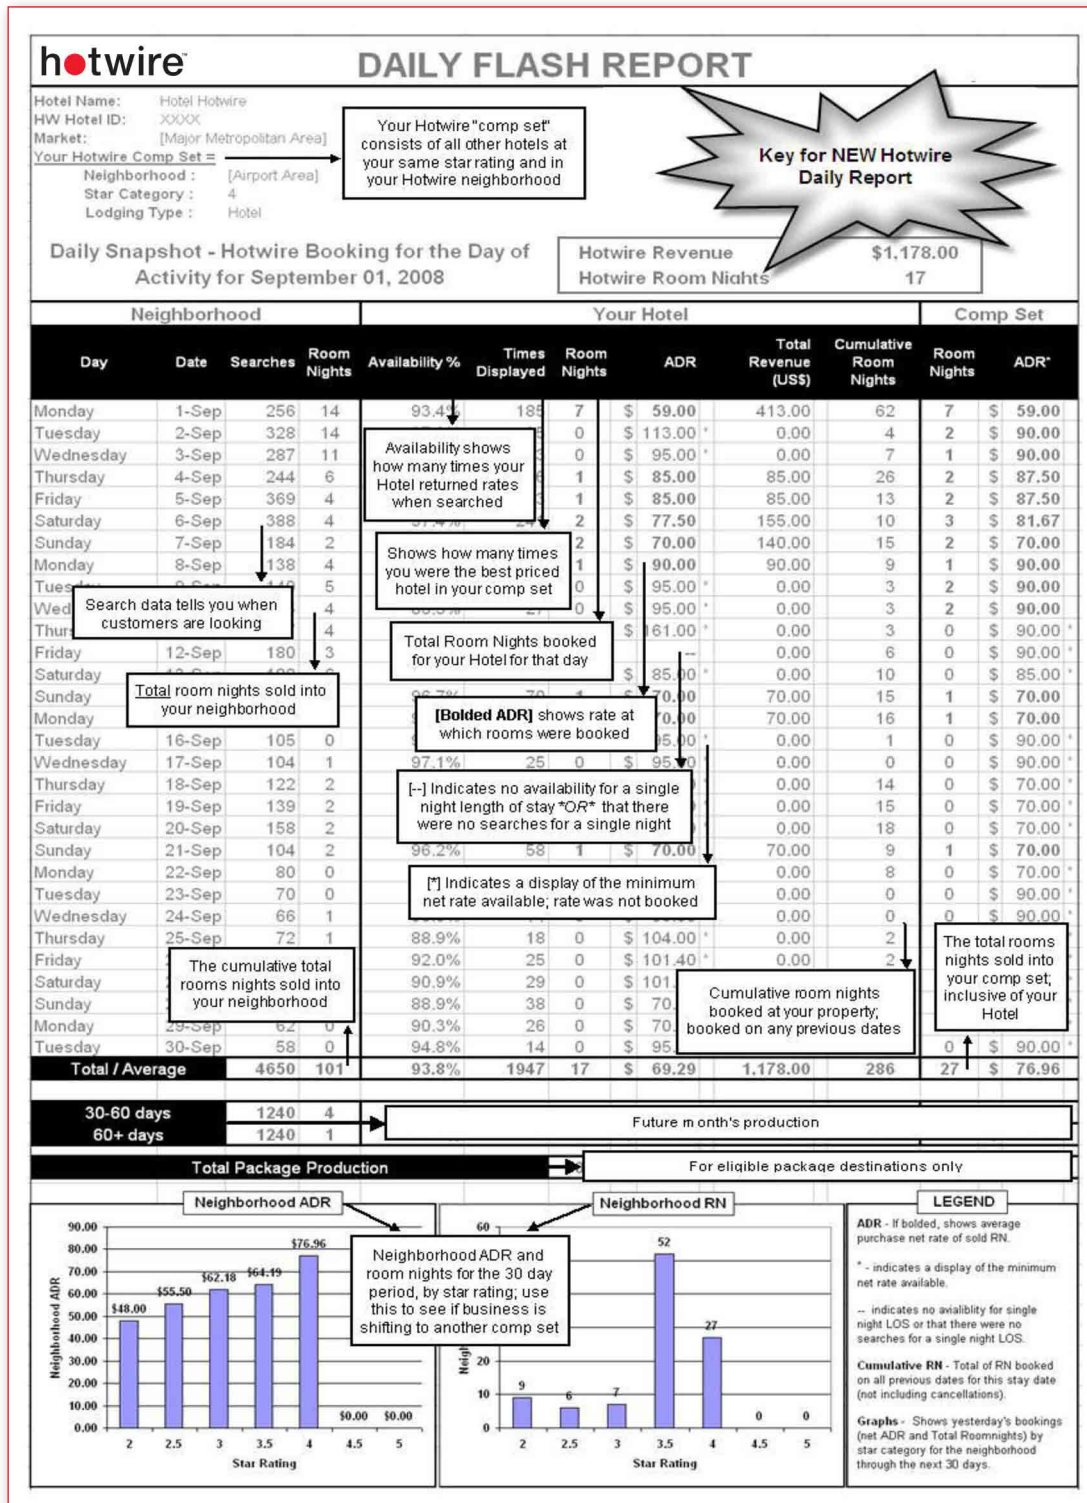 hotwire™
DAILY FLASH REPORT
Hotel Name: Hotel Hotwire
HW Hotel ID: XXXX
Market: [Major Metropolitan Area]
Your Hotwire Comp Set =
Neighborhood : [Airport Area]
Star Category : 4
Lodging Type : Hotel
Your Hotwire "comp set"
consists of all other hotels at
your same star rating and in
your Hotwire neighborhood
Key for NEW Hotwire
Daily Report
Daily Snapshot - Hotwire Booking for the Day of
Activity for September 01, 2008
Hotwire Revenue $1,178.00
Hotwire Room Nights 17
Neighborhood Your Hotel Comp Set
Day Date Searches Room Nights Availability % Times Displayed Room Nights ADR Total Revenue (US$) Cumulative Room Nights Room Nights ADR*
Monday 1-Sep 256 14 93.4% 185 7 $ 59.00 413.00 62 7 $ 59.00
Tuesday 2-Sep 328 14 0 $ 113.00 * 0.00 4 2 $ 90.00
Wednesday 3-Sep 287 11 0 $ 95.00 * 0.00 7 1 $ 90.00
Thursday 4-Sep 244 6 1 $ 85.00 85.00 26 2 $ 87.50
Friday 5-Sep 369 4 1 $ 85.00 85.00 13 2 $ 87.50
Saturday 6-Sep 388 4 2 $ 77.50 155.00 10 3 $ 81.67
Sunday 7-Sep 184 2 2 $ 70.00 140.00 15 2 $ 70.00
Monday 8-Sep 138 4 1 $ 90.00 90.00 9 1 $ 90.00
5 0 $ 95.00 * 0.00 3 2 $ 90.00
4 0 $ 95.00 * 0.00 3 2 $ 90.00
4 $ 161.00 * 0.00 3 0 $ 90.00 *
Friday 12-Sep 180 3 -- 0.00 6 0 $ 90.00 *
Saturday $ 85.00 * 0.00 10 0 $ 85.00 *
Sunday 70.00 70.00 15 1 $ 70.00
Monday 70.00 16 1 $ 70.00
Tuesday 16-Sep 105 0 0.00 1 0 $ 90.00 *
Wednesday 17-Sep 104 1 97.1% 25 0 $ 0.00 0 0 $ 90.00 *
Thursday 18-Sep 122 2 0.00 14 0 $ 70.00 *
Friday 19-Sep 139 2 0.00 15 0 $ 70.00 *
Saturday 20-Sep 158 2 0.00 18 0 $ 70.00 *
Sunday 21-Sep 104 2 96.2% 58 1 $ 70.00 70.00 9 1 $ 70.00
Monday 22-Sep 80 0 0.00 8 0 $ 70.00 *
Tuesday 23-Sep 70 0 0.00 0 0 $ 90.00 *
Wednesday 24-Sep 66 1 0.00 0 0 $ 90.00 *
Thursday 25-Sep 72 1 88.9% 18 0 $ 104.00 * 0.00 2
Friday 92.0% 25 0 $ 101.40 * 0.00 2
Saturday 90.9% 29 0 $
Sunday 88.9% 38 0 $
Monday 29-Sep 62 0 90.3% 26 0 $
Tuesday 30-Sep 58 0 94.8% 14 0 $ 0 $ 90.00 *
Total / Average 4650 101 93.8% 1947 17 $ 69.29 1,178.00 286 27 $ 76.96
Availability shows
how many times your
Hotel returned rates
when searched
Shows how many times
you were the best priced
hotel in your comp set
Search data tells you when
customers are looking
Total Room Nights booked
for your Hotel for that day
Total room nights sold into
your neighborhood
[Bolded ADR] shows rate at
which rooms were booked
[--] Indicates no availability for a single
night length of stay *OR* that there
were no searches for a single night
[*] Indicates a display of the minimum
net rate available; rate was not booked
The cumulative total
rooms nights sold into
your neighborhood
Cumulative room nights
booked at your property;
booked on any previous dates
The total rooms
nights sold into
your comp set;
inclusive of your
Hotel
30-60 days 1240 4
60+ days 1240 1
Future month's production
Total Package Production
For eligible package destinations only
Neighborhood ADR
Neighborhood ADR
90.00
80.00
70.00
60.00
50.00
40.00
30.00
20.00
10.00
0.00
$48.00 $55.50 $62.18 $64.19 $76.96 $0.00 $0.00
2 2.5 3 3.5 4 4.5 5
Star Rating
Neighborhood ADR and
room nights for the 30 day
period, by star rating; use
this to see if business is
shifting to another comp set
Neighborhood RN
60
20
10
0
9 6 7 52 27 0 0
2 2.5 3 3.5 4 4.5 5
Star Rating
LEGEND
ADR - If bolded, shows average
purchase net rate of sold RN.
* - indicates a display of the minimum
net rate available.
-- indicates no avialiblity for single
night LOS or that there were no
searches for a single night LOS.
Cumulative RN - Total of RN booked
on all previous dates for this stay date
(not including cancellations).
Graphs - Shows yesterday's bookings
(net ADR and Total Roomnights) by
star category for the neighborhood
through the next 30 days.